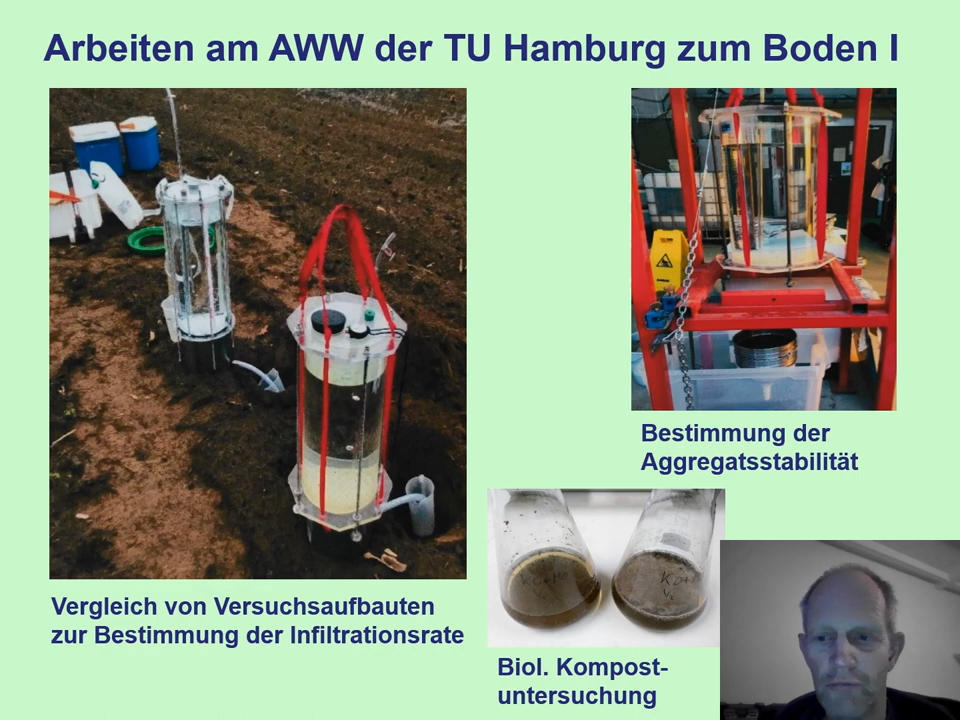 Arbeiten am AWW der TU Hamburg zum Boden I
Bestimmung der
Aggregatsstabilität
Vergleich von Versuchsaufbauten
zur Bestimmung der Infiltrationsrate
Biol. Kompost-
untersuchung